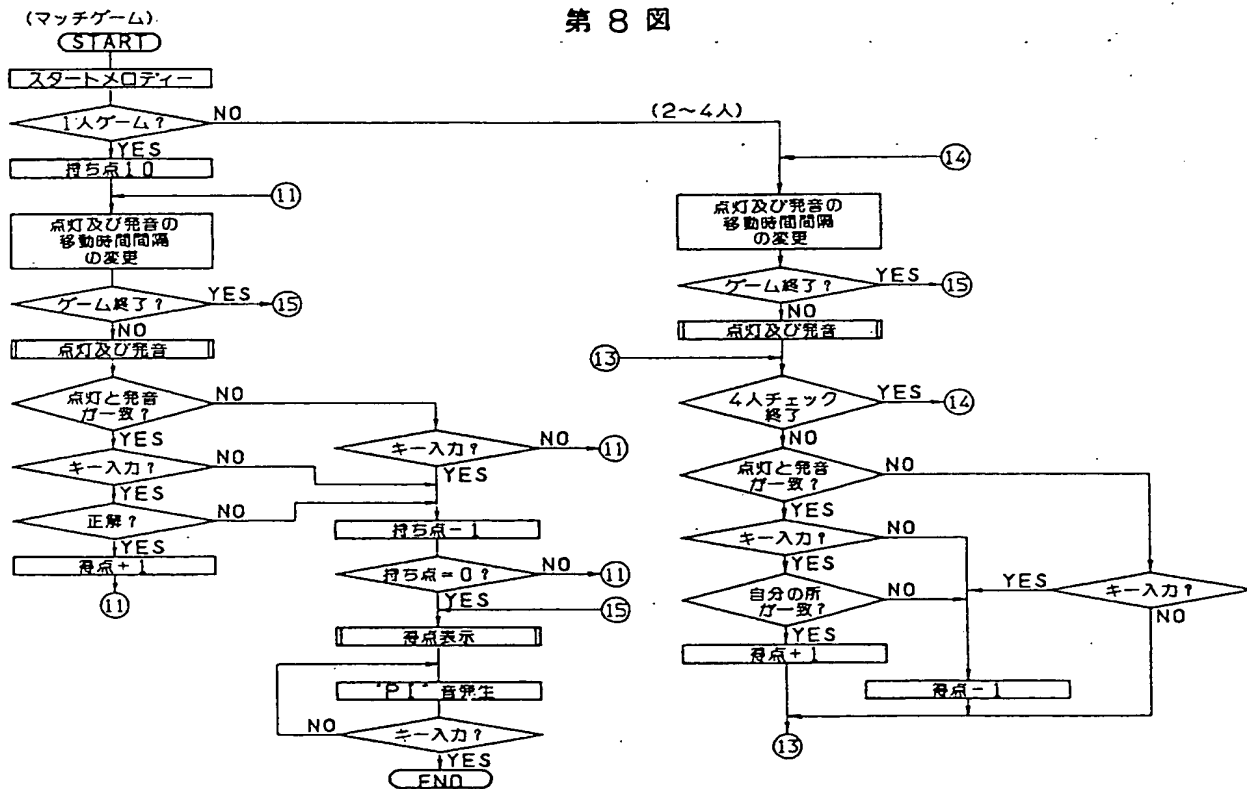 第8図
(マッチゲーム)
START
スタートメロディー
1人ゲーム?
NO
(2〜4人)
YES
持ち点10
⑪
点灯及び発音の
移動時間間隔
の変更
ゲーム終了?
YES
⑮
NO
点灯及び発音
点灯と発音
が一致?
NO
YES
キー入力?
NO
YES
正解?
NO
YES
得点+1
⑪
キー入力?
NO
⑪
YES
持ち点-1
持ち点=0?
NO
⑪
YES
⑮
得点表示
"PI"音発生
NO
キー入力?
YES
END
⑭
点灯及び発音の
移動時間間隔
の変更
ゲーム終了?
YES
⑮
NO
点灯及び発音
⑬
4人チェック
終了
YES
⑭
NO
点灯と発音
が一致?
NO
YES
キー入力?
NO
YES
自分の所
が一致?
NO
YES
得点+1
YES
キー入力?
NO
得点-1
⑬